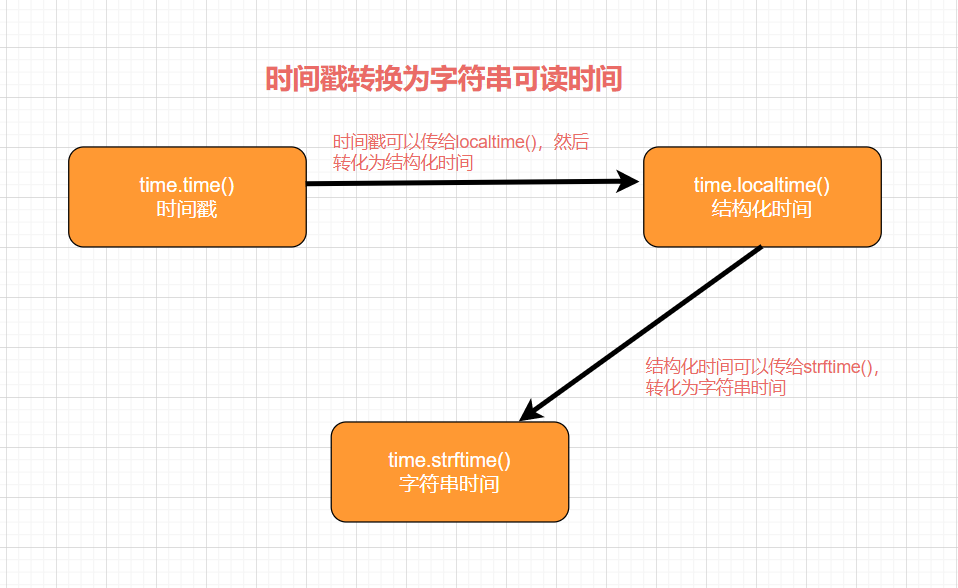 时间戳转换为字符串可读时间
时间戳可以传给localtime()，然后
转化为结构化时间
time.time()
时间戳
time.localtime()
结构化时间
结构化时间可以传给strftime()，
转化为字符串时间
time.strftime()
字符串时间